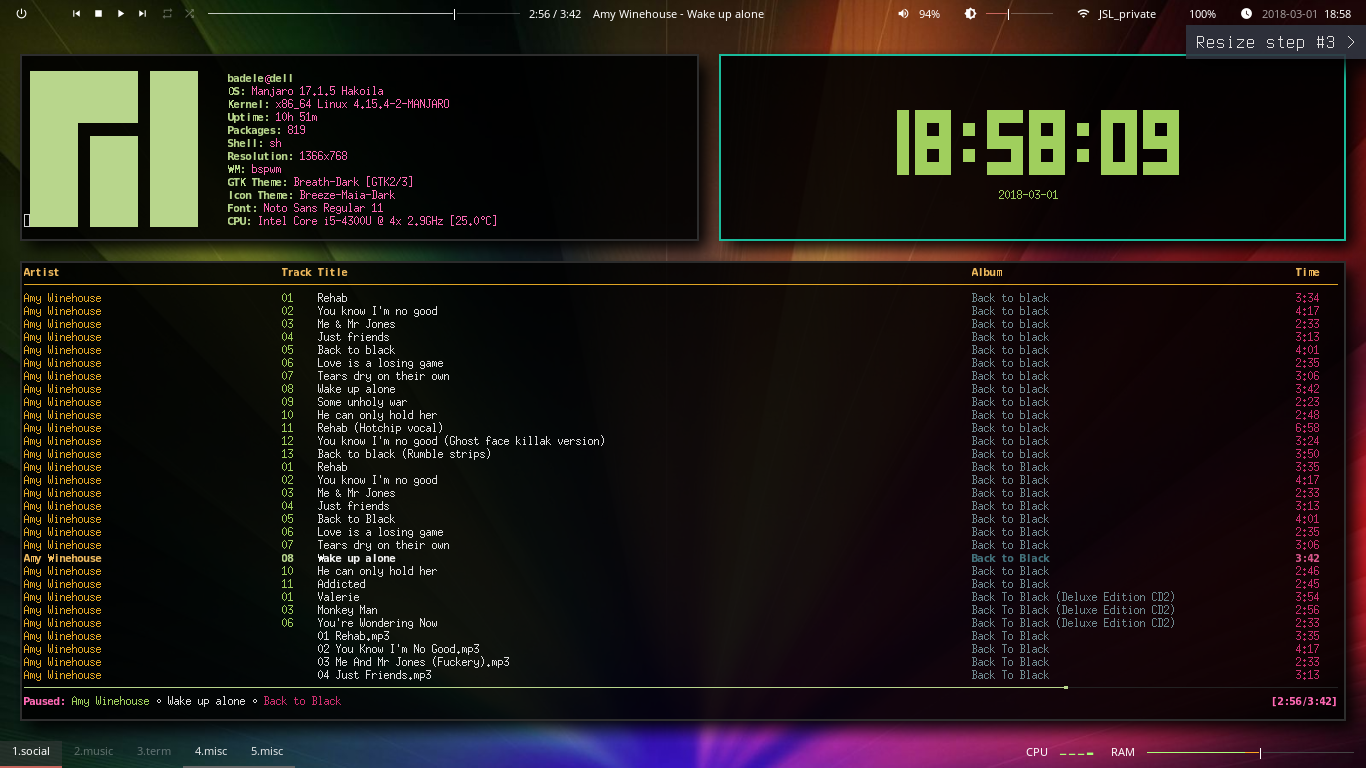 2:56 / 3:42 Amy Winehouse - Wake up alone 94% JSL_private 100% 2018-03-01 18:58
Resize step #3
badele@dell
OS: Manjaro 17.1.5 Hakoila
Kernel: x86_64 Linux 4.15.4-2-MANJARO
Uptime: 10h 51m
Packages: 819
Shell: sh
Resolution: 1366x768
WM: bspwm
GTK Theme: Breath-Dark [GTK2/3]
Icon Theme: Breeze-Maia-Dark
Font: Noto Sans Regular 11
CPU: Intel Core i5-4300U @ 4x 2.9GHz [25.0°C]
18:58:09
2018-03-01
Artist Track Title Album Time
Amy Winehouse 01 Rehab Back to black 3:34
Amy Winehouse 02 You know I'm no good Back to black 4:17
Amy Winehouse 03 Me & Mr Jones Back to black 2:33
Amy Winehouse 04 Just friends Back to black 3:13
Amy Winehouse 05 Back to black Back to black 4:01
Amy Winehouse 06 Love is a losing game Back to black 2:35
Amy Winehouse 07 Tears dry on their own Back to black 3:06
Amy Winehouse 08 Wake up alone Back to black 3:42
Amy Winehouse 09 Some unholy war Back to black 2:23
Amy Winehouse 10 He can only hold her Back to black 2:48
Amy Winehouse 11 Rehab (Hotchip vocal) Back to black 6:58
Amy Winehouse 12 You know I'm no good (Ghost face killak version) Back to black 3:24
Amy Winehouse 13 Back to black (Rumble strips) Back to black 3:50
Amy Winehouse 01 Rehab Back to Black 3:35
Amy Winehouse 02 You know I'm no good Back to Black 4:17
Amy Winehouse 03 Me & Mr Jones Back to Black 2:33
Amy Winehouse 04 Just friends Back to Black 3:13
Amy Winehouse 05 Back to Black Back to Black 4:01
Amy Winehouse 06 Love is a losing game Back to Black 2:35
Amy Winehouse 07 Tears dry on their own Back to Black 3:06
Amy Winehouse 08 Wake up alone Back to Black 3:42
Amy Winehouse 10 He can only hold her Back to Black 2:46
Amy Winehouse 11 Addicted Back to Black 2:45
Amy Winehouse 01 Valerie Back To Black (Deluxe Edition CD2) 3:54
Amy Winehouse 03 Monkey Man Back To Black (Deluxe Edition CD2) 2:56
Amy Winehouse 06 You're Wondering Now Back To Black (Deluxe Edition CD2) 2:33
Amy Winehouse 01 Rehab.mp3 Back To Black 3:35
Amy Winehouse 02 You Know I'm No Good.mp3 Back To Black 4:17
Amy Winehouse 03 Me And Mr Jones (Fuckery).mp3 Back To Black 2:33
Amy Winehouse 04 Just Friends.mp3 Back To Black 3:13
Paused: Amy Winehouse ⋄ Wake up alone ⋄ Back to Black [2:56/3:42]
1.social 2.music 3.term 4.misc 5.misc CPU RAM